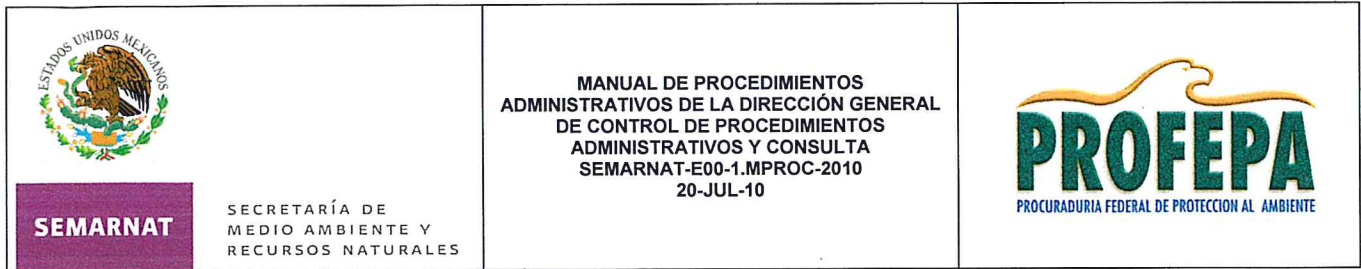 ESTADOS UNIDOS MEXICANOS
SEMARNAT
SECRETARÍA DE
MEDIO AMBIENTE Y
RECURSOS NATURALES
MANUAL DE PROCEDIMIENTOS
ADMINISTRATIVOS DE LA DIRECCIÓN GENERAL
DE CONTROL DE PROCEDIMIENTOS
ADMINISTRATIVOS Y CONSULTA
SEMARNAT-E00-1.MPROC-2010
20-JUL-10
PROFEPA
PROCURADURIA FEDERAL DE PROTECCION AL AMBIENTE